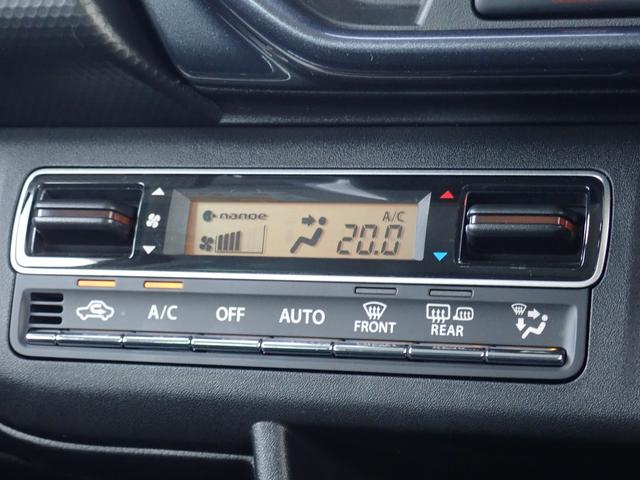 nanoe
A/C
20.0
A/C
OFF
AUTO
FRONT
REAR